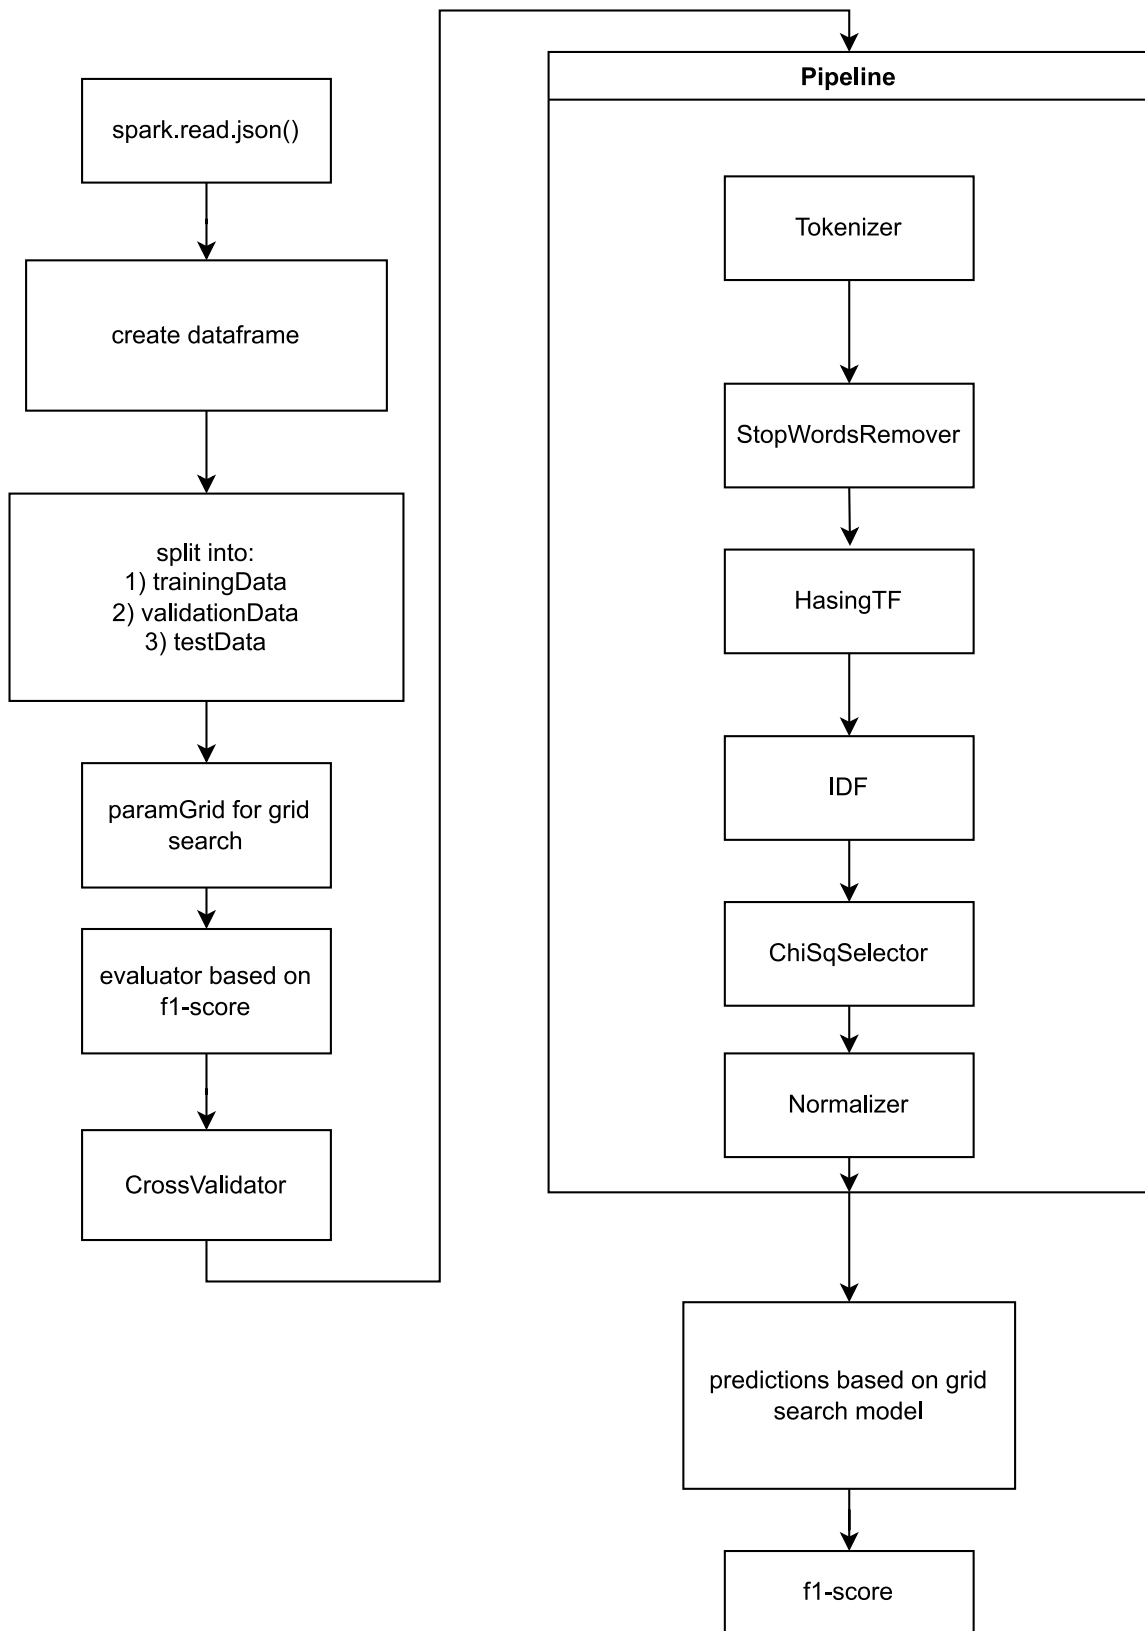 spark.read.json()
create dataframe
split into:
1) trainingData
2) validationData
3) testData
paramGrid for grid
search
evaluator based on
f1-score
CrossValidator
Pipeline
Tokenizer
StopWordsRemover
HasingTF
IDF
ChiSqSelector
Normalizer
predictions based on grid
search model
f1-score